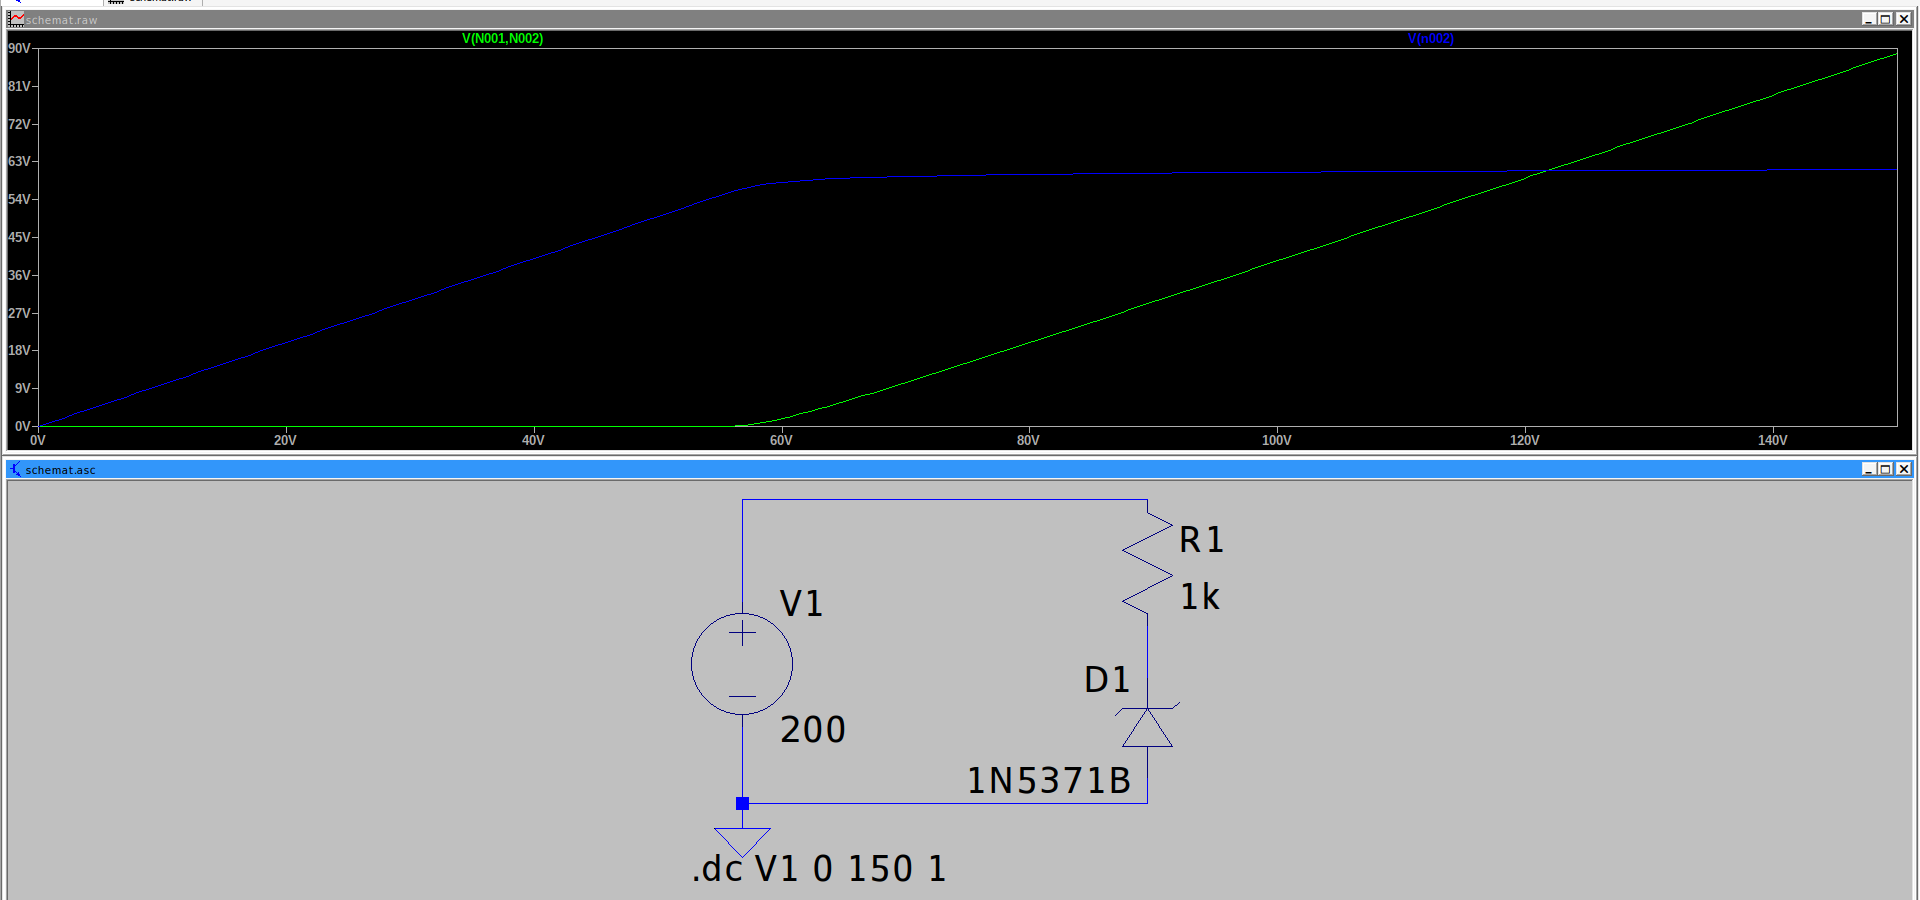 schemat.raw
V(N001,N002)
V(n002)
90V
81V
72V
63V
54V
45V
36V
27V
18V
9V
0V
0V 20V 40V 60V 80V 100V 120V 140V
schemat.asc
R1
1k
V1
200
D1
1N5371B
.dc V1 0 150 1